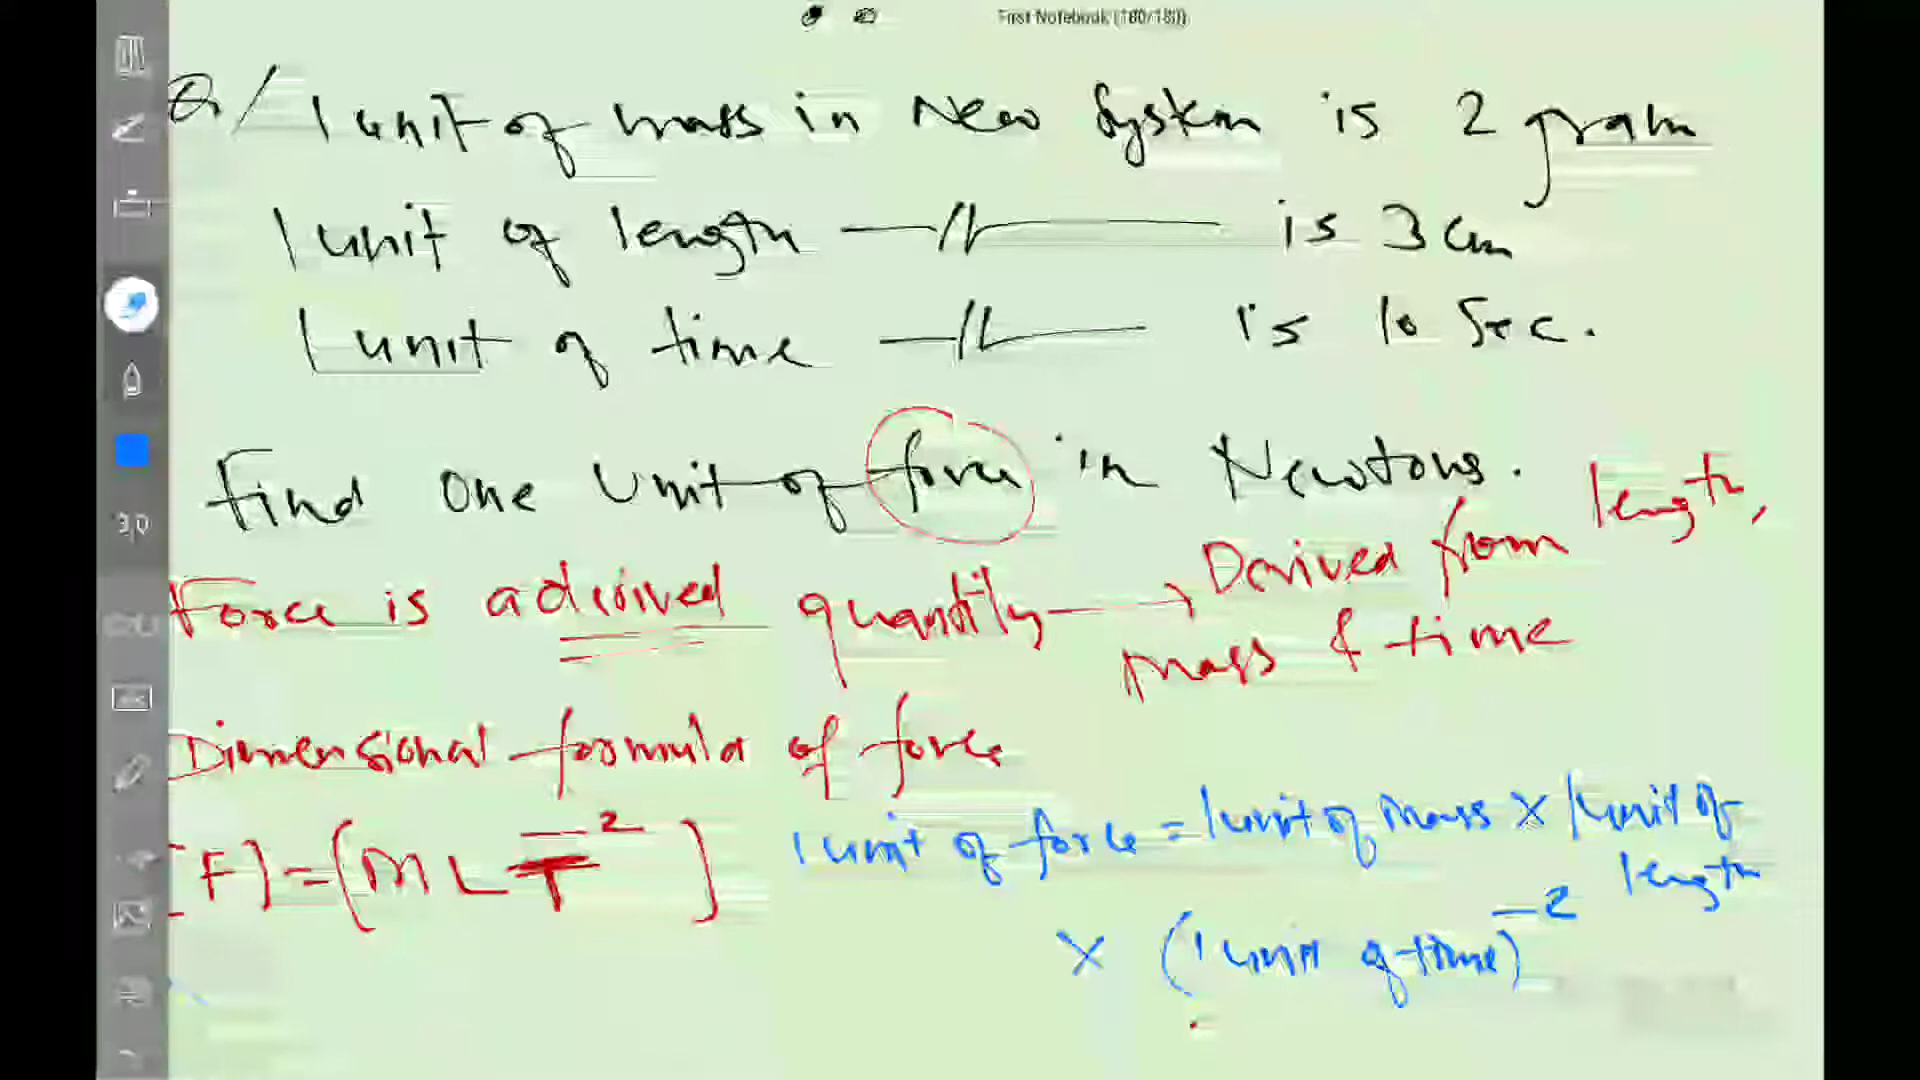 First Notebook (180/180)
Q/ 1 unit of mass in New System is 2 gram
1 unit of length —//— is 3 cm
1 unit of time —//— is 10 Sec.
Find One Unit of force in Newtons.
Force is a derived quantity → Derived from length,
mass & time
Dimensional formula of force
[F] = [M L T⁻²]
1 unit of force = 1 unit of mass × 1 unit of
length
× (1 unit of time)⁻²